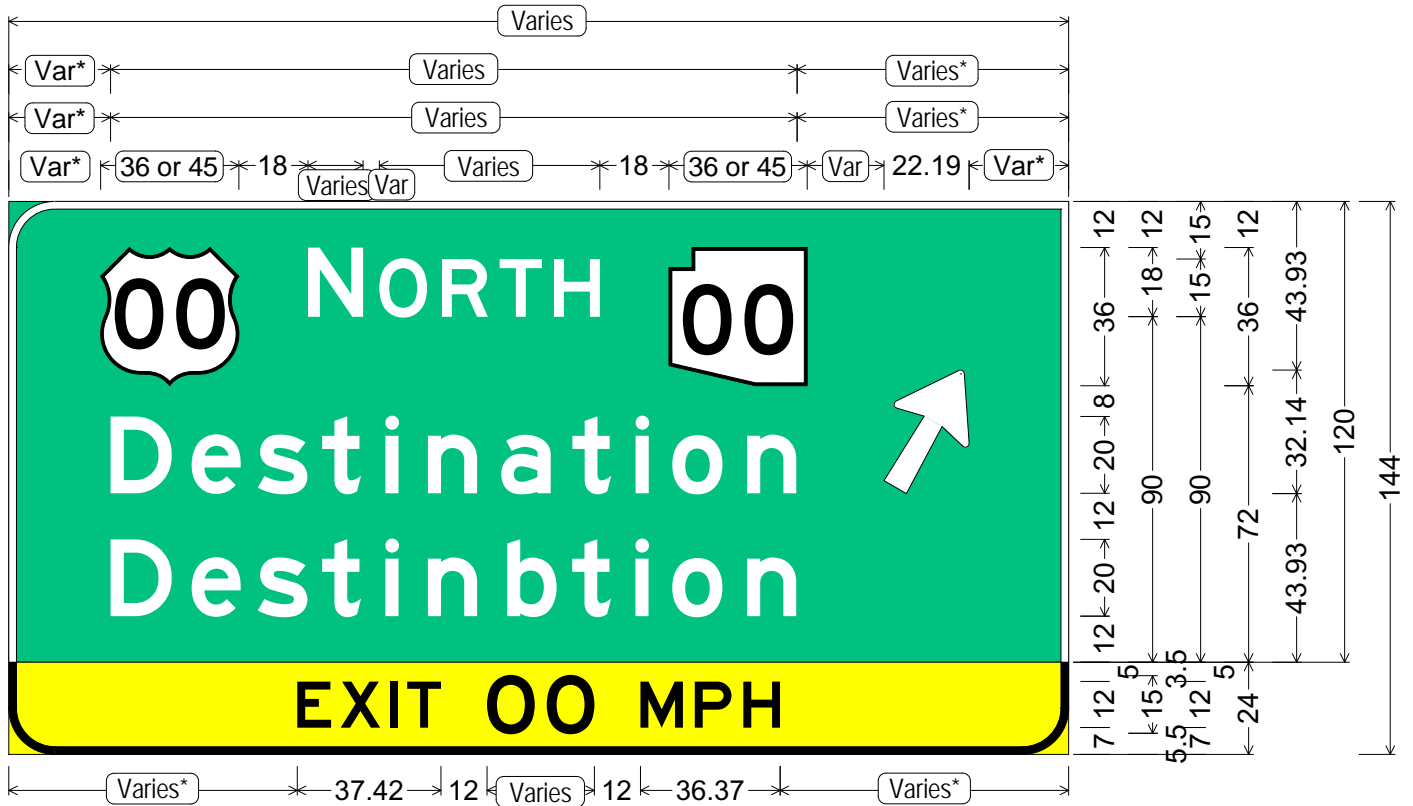 Varies
Var* Varies Varies*
Var* Varies Varies*
Var* 36 or 45 18 Varies Var Varies 18 36 or 45 Var 22.19 Var*
00 NORTH 00
Destination
Destinbtion
EXIT 00 MPH
12 36 8 20 12 20 12 5 12 7
12 18 90 3.5 15 5.5
15 15 90 5 12 7
12 36 72 24
43.93 32.14 43.93
120
144
Varies* 37.42 12 Varies 12 36.37 Varies*